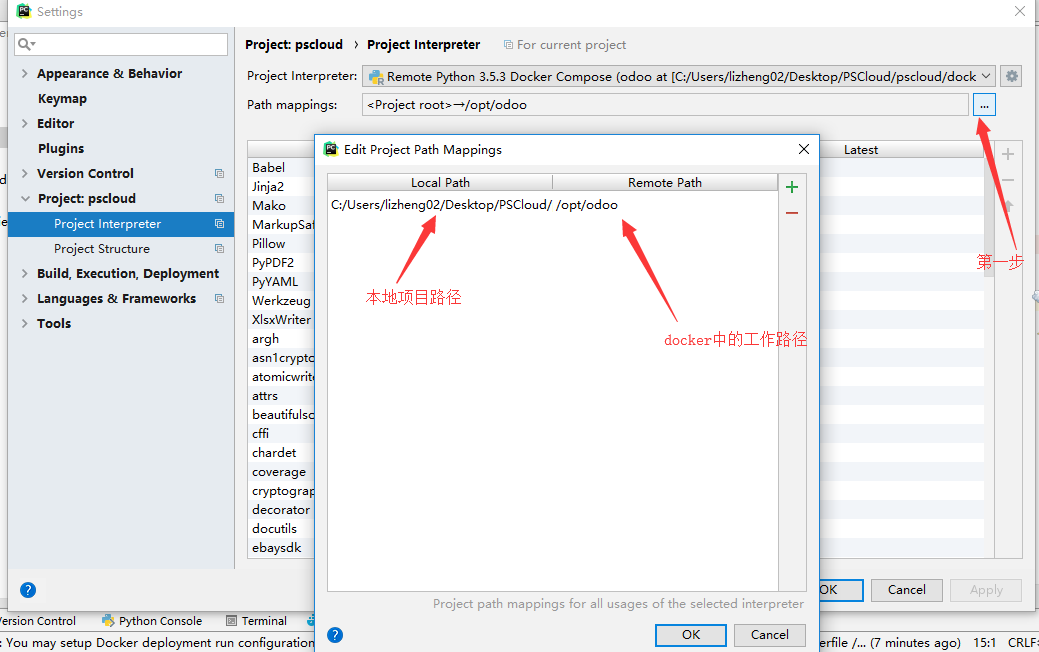 Settings
Project: pscloud › Project Interpreter For current project
Appearance & Behavior
Keymap
Editor
Plugins
Version Control
Project: pscloud
Project Interpreter
Project Structure
Build, Execution, Deployment
Languages & Frameworks
Tools
Project Interpreter: Remote Python 3.5.3 Docker Compose (odoo at [C:/Users/lizheng02/Desktop/PSCloud/pscloud/dock
Path mappings: <Project root>→/opt/odoo
...
Latest
Babel
Jinja2
Mako
MarkupSaf
Pillow
PyPDF2
PyYAML
Werkzeug
XlsxWriter
argh
asn1crypto
atomicwrite
attrs
beautifulso
cffi
chardet
coverage
cryptograp
decorator
docutils
ebaysdk
第一步
Edit Project Path Mappings
Local Path Remote Path
C:/Users/lizheng02/Desktop/PSCloud/ /opt/odoo
本地项目路径
docker中的工作路径
Project path mappings for all usages of the selected interpreter
OK Cancel
OK Cancel Apply
ersion Control Python Console Terminal
: You may setup Docker deployment run configuration
erfile /... (7 minutes ago) 15:1 CRLF